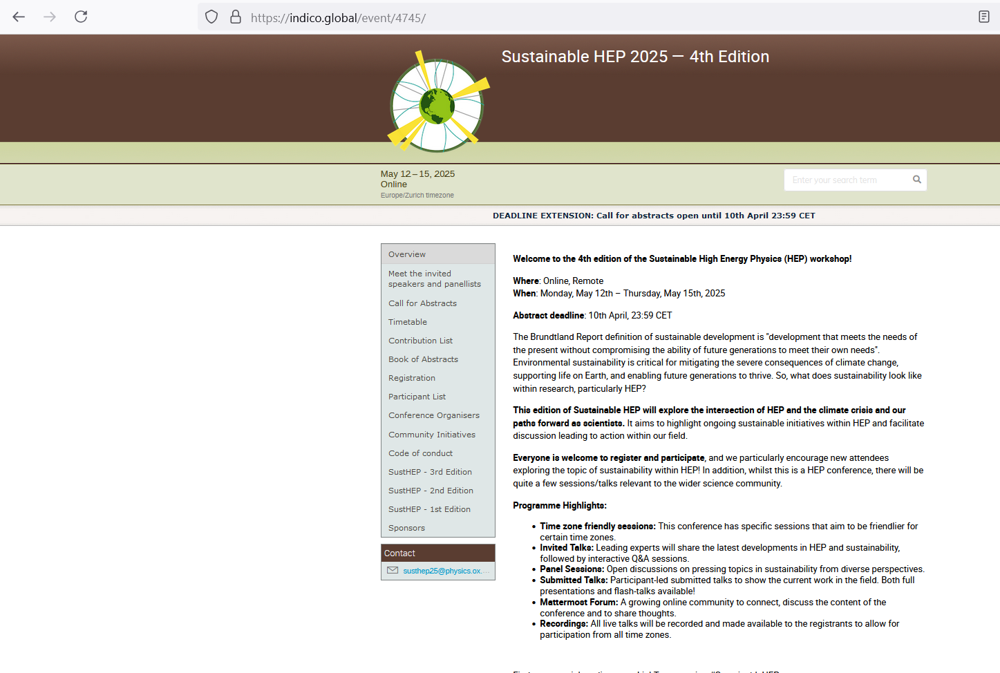 https://indico.global/event/4745/
Sustainable HEP 2025 — 4th Edition
May 12 – 15, 2025
Online
Europe/Zurich timezone
Enter your search term
DEADLINE EXTENSION: Call for abstracts open until 10th April 23:59 CET
Overview
Meet the invited
speakers and panellists
Call for Abstracts
Timetable
Contribution List
Book of Abstracts
Registration
Participant List
Conference Organisers
Community Initiatives
Code of conduct
SustHEP - 3rd Edition
SustHEP - 2nd Edition
SustHEP - 1st Edition
Sponsors
Contact
susthep25@physics.ox....
Welcome to the 4th edition of the Sustainable High Energy Physics (HEP) workshop!
Where: Online, Remote
When: Monday, May 12th – Thursday, May 15th, 2025
Abstract deadline: 10th April, 23:59 CET
The Brundtland Report definition of sustainable development is "development that meets the needs of
the present without compromising the ability of future generations to meet their own needs".
Environmental sustainability is critical for mitigating the severe consequences of climate change,
supporting life on Earth, and enabling future generations to thrive. So, what does sustainability look like
within research, particularly HEP?
This edition of Sustainable HEP will explore the intersection of HEP and the climate crisis and our
paths forward as scientists. It aims to highlight ongoing sustainable initiatives within HEP and facilitate
discussion leading to action within our field.
Everyone is welcome to register and participate, and we particularly encourage new attendees
exploring the topic of sustainability within HEP! In addition, whilst this is a HEP conference, there will be
quite a few sessions/talks relevant to the wider science community.
Programme Highlights:
• Time zone friendly sessions: This conference has specific sessions that aim to be friendlier for
certain time zones.
• Invited Talks: Leading experts will share the latest developments in HEP and sustainability,
followed by interactive Q&A sessions.
• Panel Sessions: Open discussions on pressing topics in sustainability from diverse perspectives.
• Submitted Talks: Participant-led submitted talks to show the current work in the field. Both full
presentations and flash-talks available!
• Mattermost Forum: A growing online community to connect, discuss the content of the
conference and to share thoughts.
• Recordings: All live talks will be recorded and made available to the registrants to allow for
participation from all time zones.